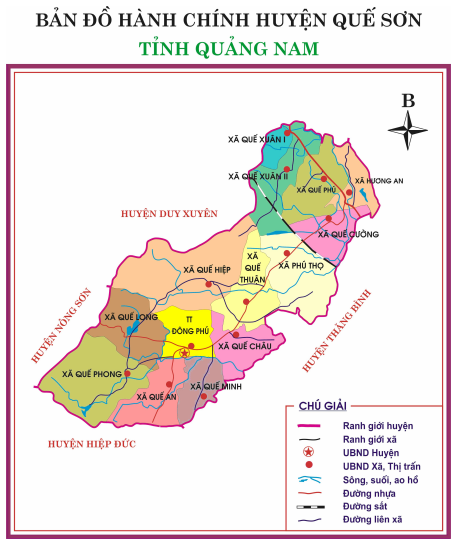 BẢN ĐỒ HÀNH CHÍNH HUYỆN QUẾ SƠN
TỈNH QUẢNG NAM
B
XÃ QUẾ XUÂN I
XÃ QUẾ XUÂN II
XÃ QUẾ PHÚ
XÃ HƯƠNG AN
HUYỆN DUY XUYÊN
XÃ QUẾ CƯỜNG
XÃ QUẾ HIỆP
XÃ
QUẾ
THUẬN
XÃ PHÚ THỌ
HUYỆN NÔNG SƠN
HUYỆN THĂNG BÌNH
XÃ QUẾ LONG
TT
ĐÔNG PHÚ
XÃ QUẾ CHÂU
XÃ QUẾ PHONG
XÃ QUẾ MINH
XÃ QUẾ AN
HUYỆN HIỆP ĐỨC
CHÚ GIẢI
Ranh giới huyện
Ranh giới xã
UBND Huyện
UBND Xã, Thị trấn
Sông, suối, ao hồ
Đường nhựa
Đường sắt
Đường liên xã